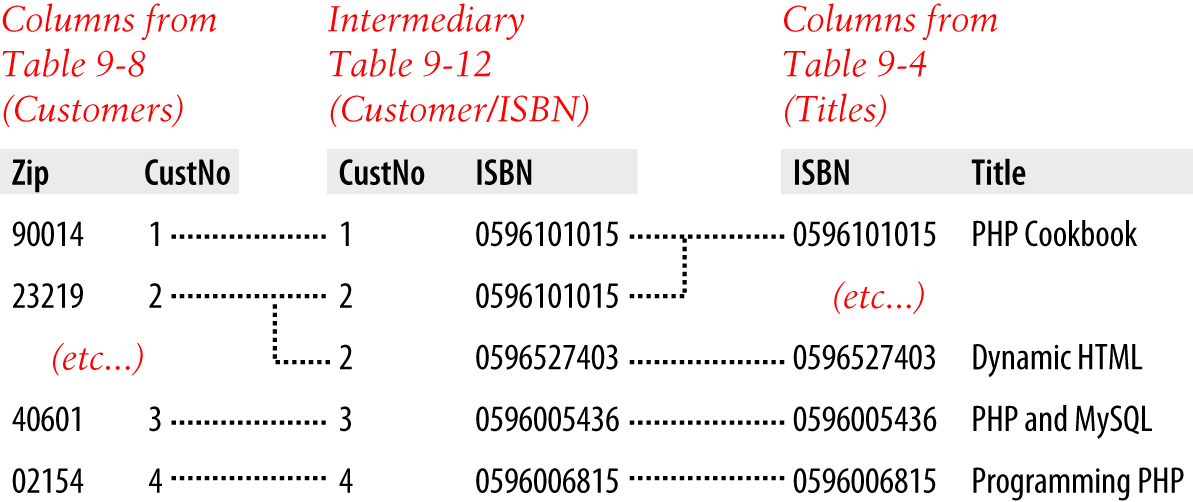 Columns from Table 9-8 (Customers)
Intermediary Table 9-12 (Customer/ISBN)
Columns from Table 9-4 (Titles)
Zip CustNo CustNo ISBN ISBN Title
90014 1 1 0596101015 0596101015 PHP Cookbook
23219 2 2 0596101015 (etc...)
(etc...) 2 0596527403 0596527403 Dynamic HTML
40601 3 3 0596005436 0596005436 PHP and MySQL
02154 4 4 0596006815 0596006815 Programming PHP